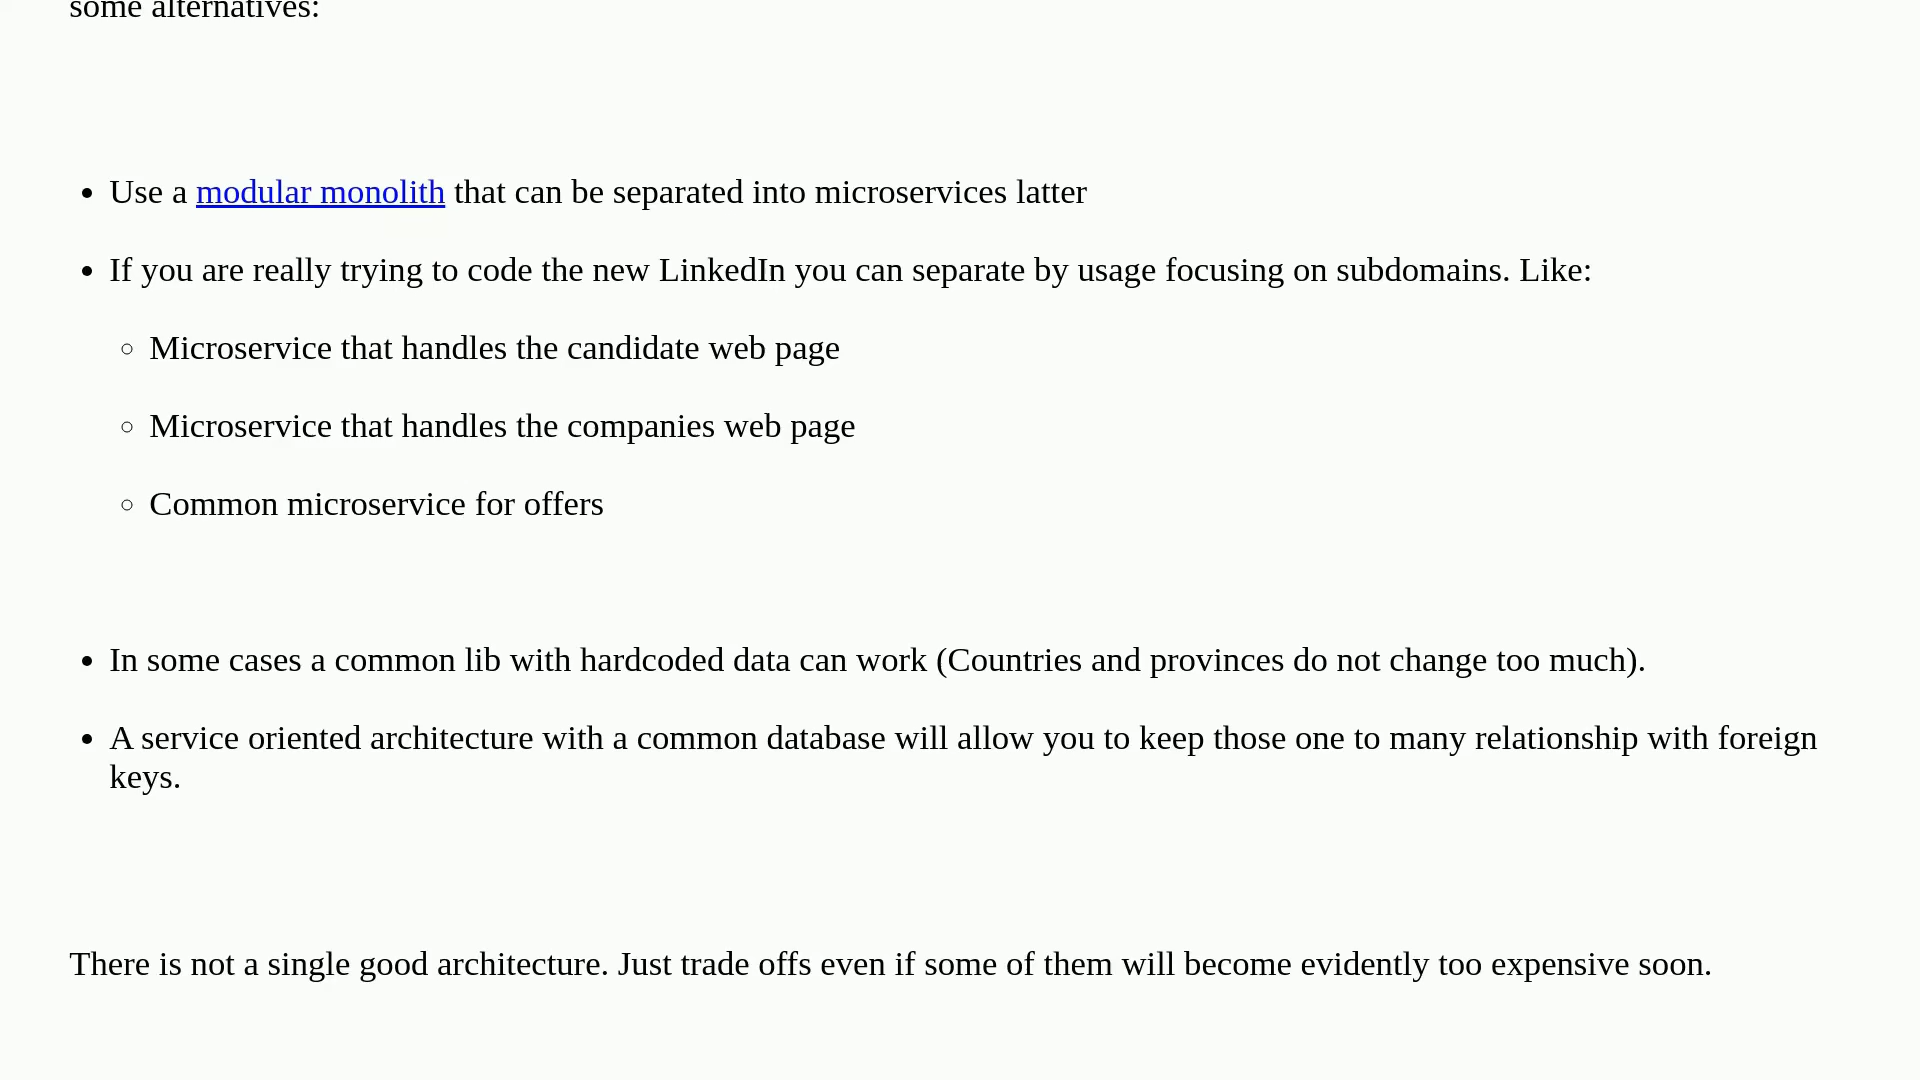 some alternatives:
Use a modular monolith that can be separated into microservices latter
If you are really trying to code the new LinkedIn you can separate by usage focusing on subdomains. Like:
Microservice that handles the candidate web page
Microservice that handles the companies web page
Common microservice for offers
In some cases a common lib with hardcoded data can work (Countries and provinces do not change too much).
A service oriented architecture with a common database will allow you to keep those one to many relationship with foreign
keys.
There is not a single good architecture. Just trade offs even if some of them will become evidently too expensive soon.